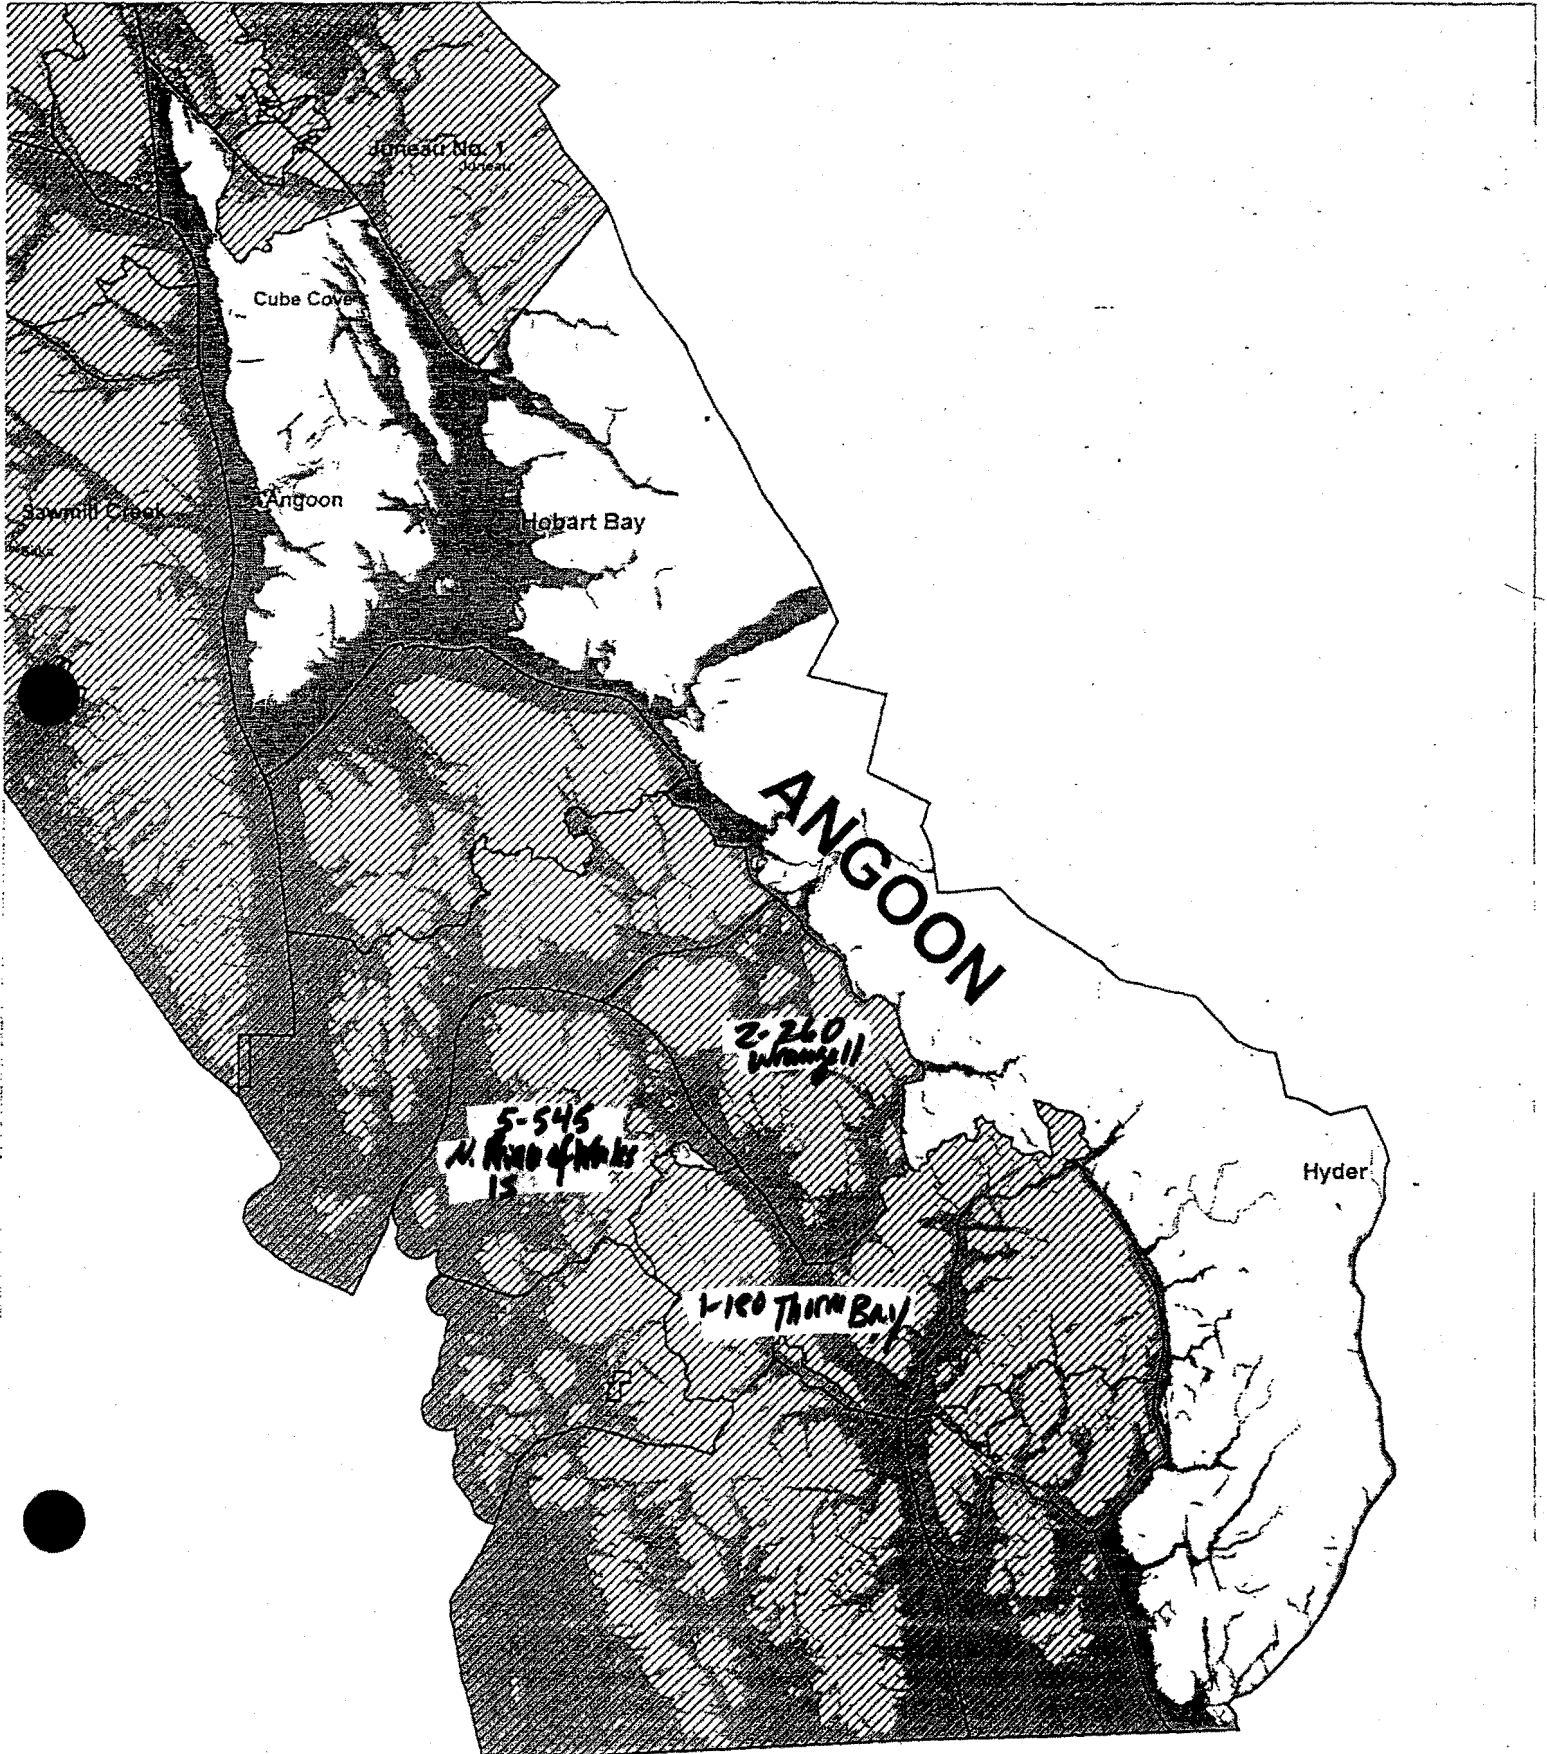 Juneau No. 1
Juneau
Cube Cove
Angoon
Sawmill Creek
Sitka
Hobart Bay
ANGOON
2-260
Wrangell
5-545
N. Prince of Wales
IS
Hyder
1-180 Thorn Bay